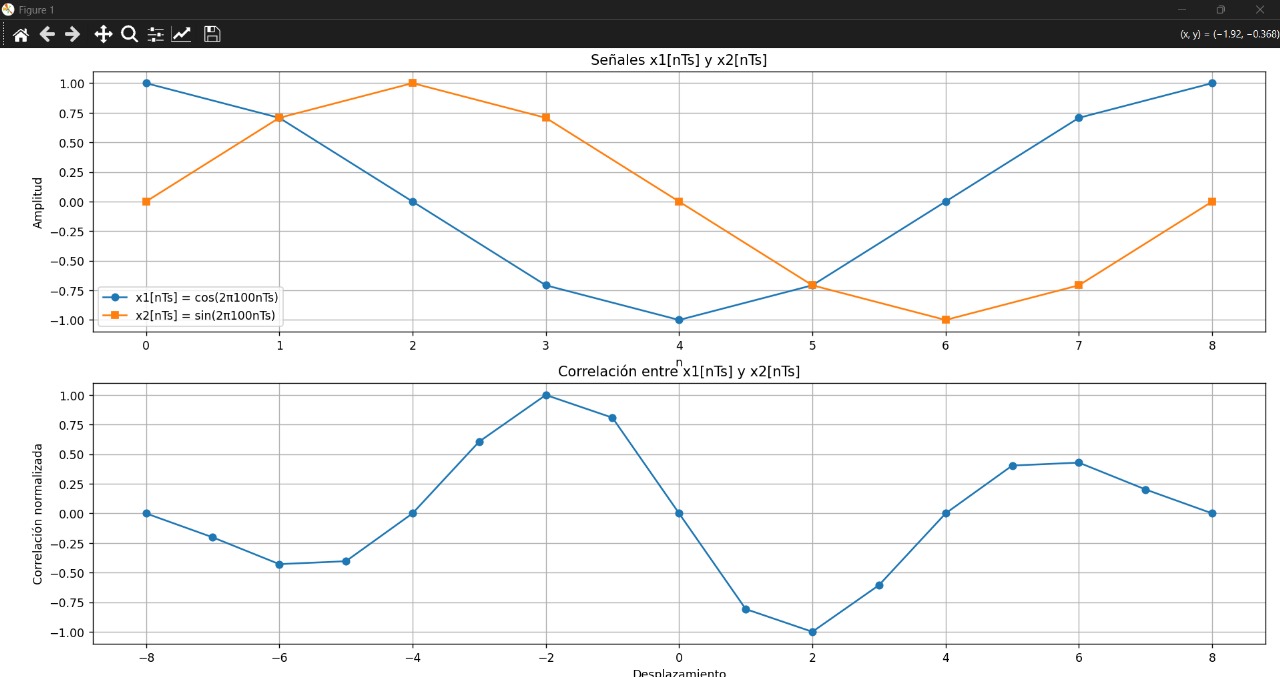 Figure 1
(x, y) = (−1.92, −0.368)
Señales x1[nTs] y x2[nTs]
1.00
0.75
0.50
0.25
0.00
−0.25
−0.50
−0.75
−1.00
Amplitud
x1[nTs] = cos(2π100nTs)
x2[nTs] = sin(2π100nTs)
0 1 2 3 4 5 6 7 8
n
Correlación entre x1[nTs] y x2[nTs]
1.00
0.75
0.50
0.25
0.00
−0.25
−0.50
−0.75
−1.00
Correlación normalizada
−8 −6 −4 −2 0 2 4 6 8
Desplazamiento